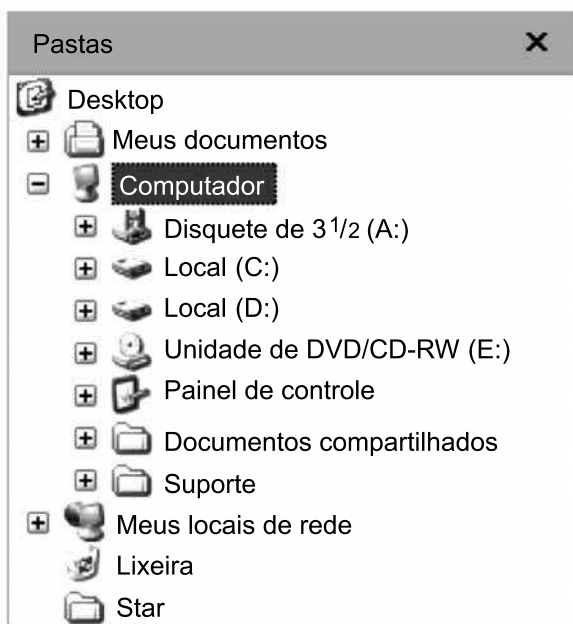 Pastas
Desktop
Meus documentos
Computador
Disquete de 3 1/2 (A:)
Local (C:)
Local (D:)
Unidade de DVD/CD-RW (E:)
Painel de controle
Documentos compartilhados
Suporte
Meus locais de rede
Lixeira
Star